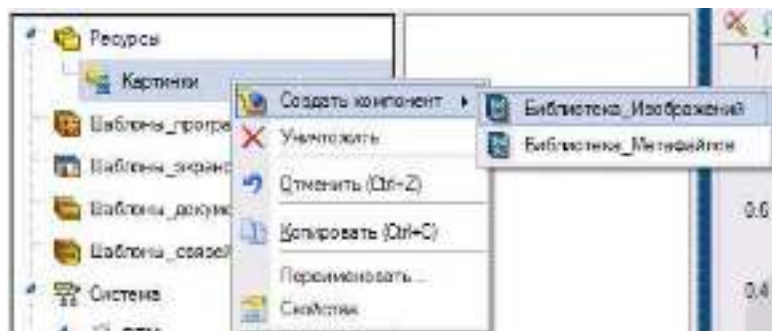 Ресурсы
Картинки
Шаблоны_програ
Шаблоны_экрано
Шаблоны_докуме
Шаблоны_связей
Система
Создать компонент
Уничтожить
Отменить (Ctrl+Z)
Копировать (Ctrl+C)
Переименовать...
Свойства
Библиотека_Изображений
Библиотека_Метафайлов
1
0.6
0.4